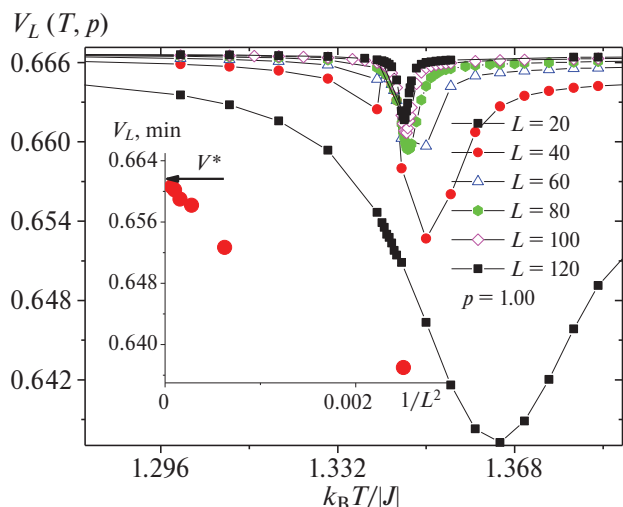 V_L (T, p)
0.666
0.660
0.654
0.648
0.642
V_L, min
0.664
0.656
0.648
0.640
V*
0
0.002
1/L²
L = 20
L = 40
L = 60
L = 80
L = 100
L = 120
p = 1.00
1.296
1.332
1.368
k_BT/|J|